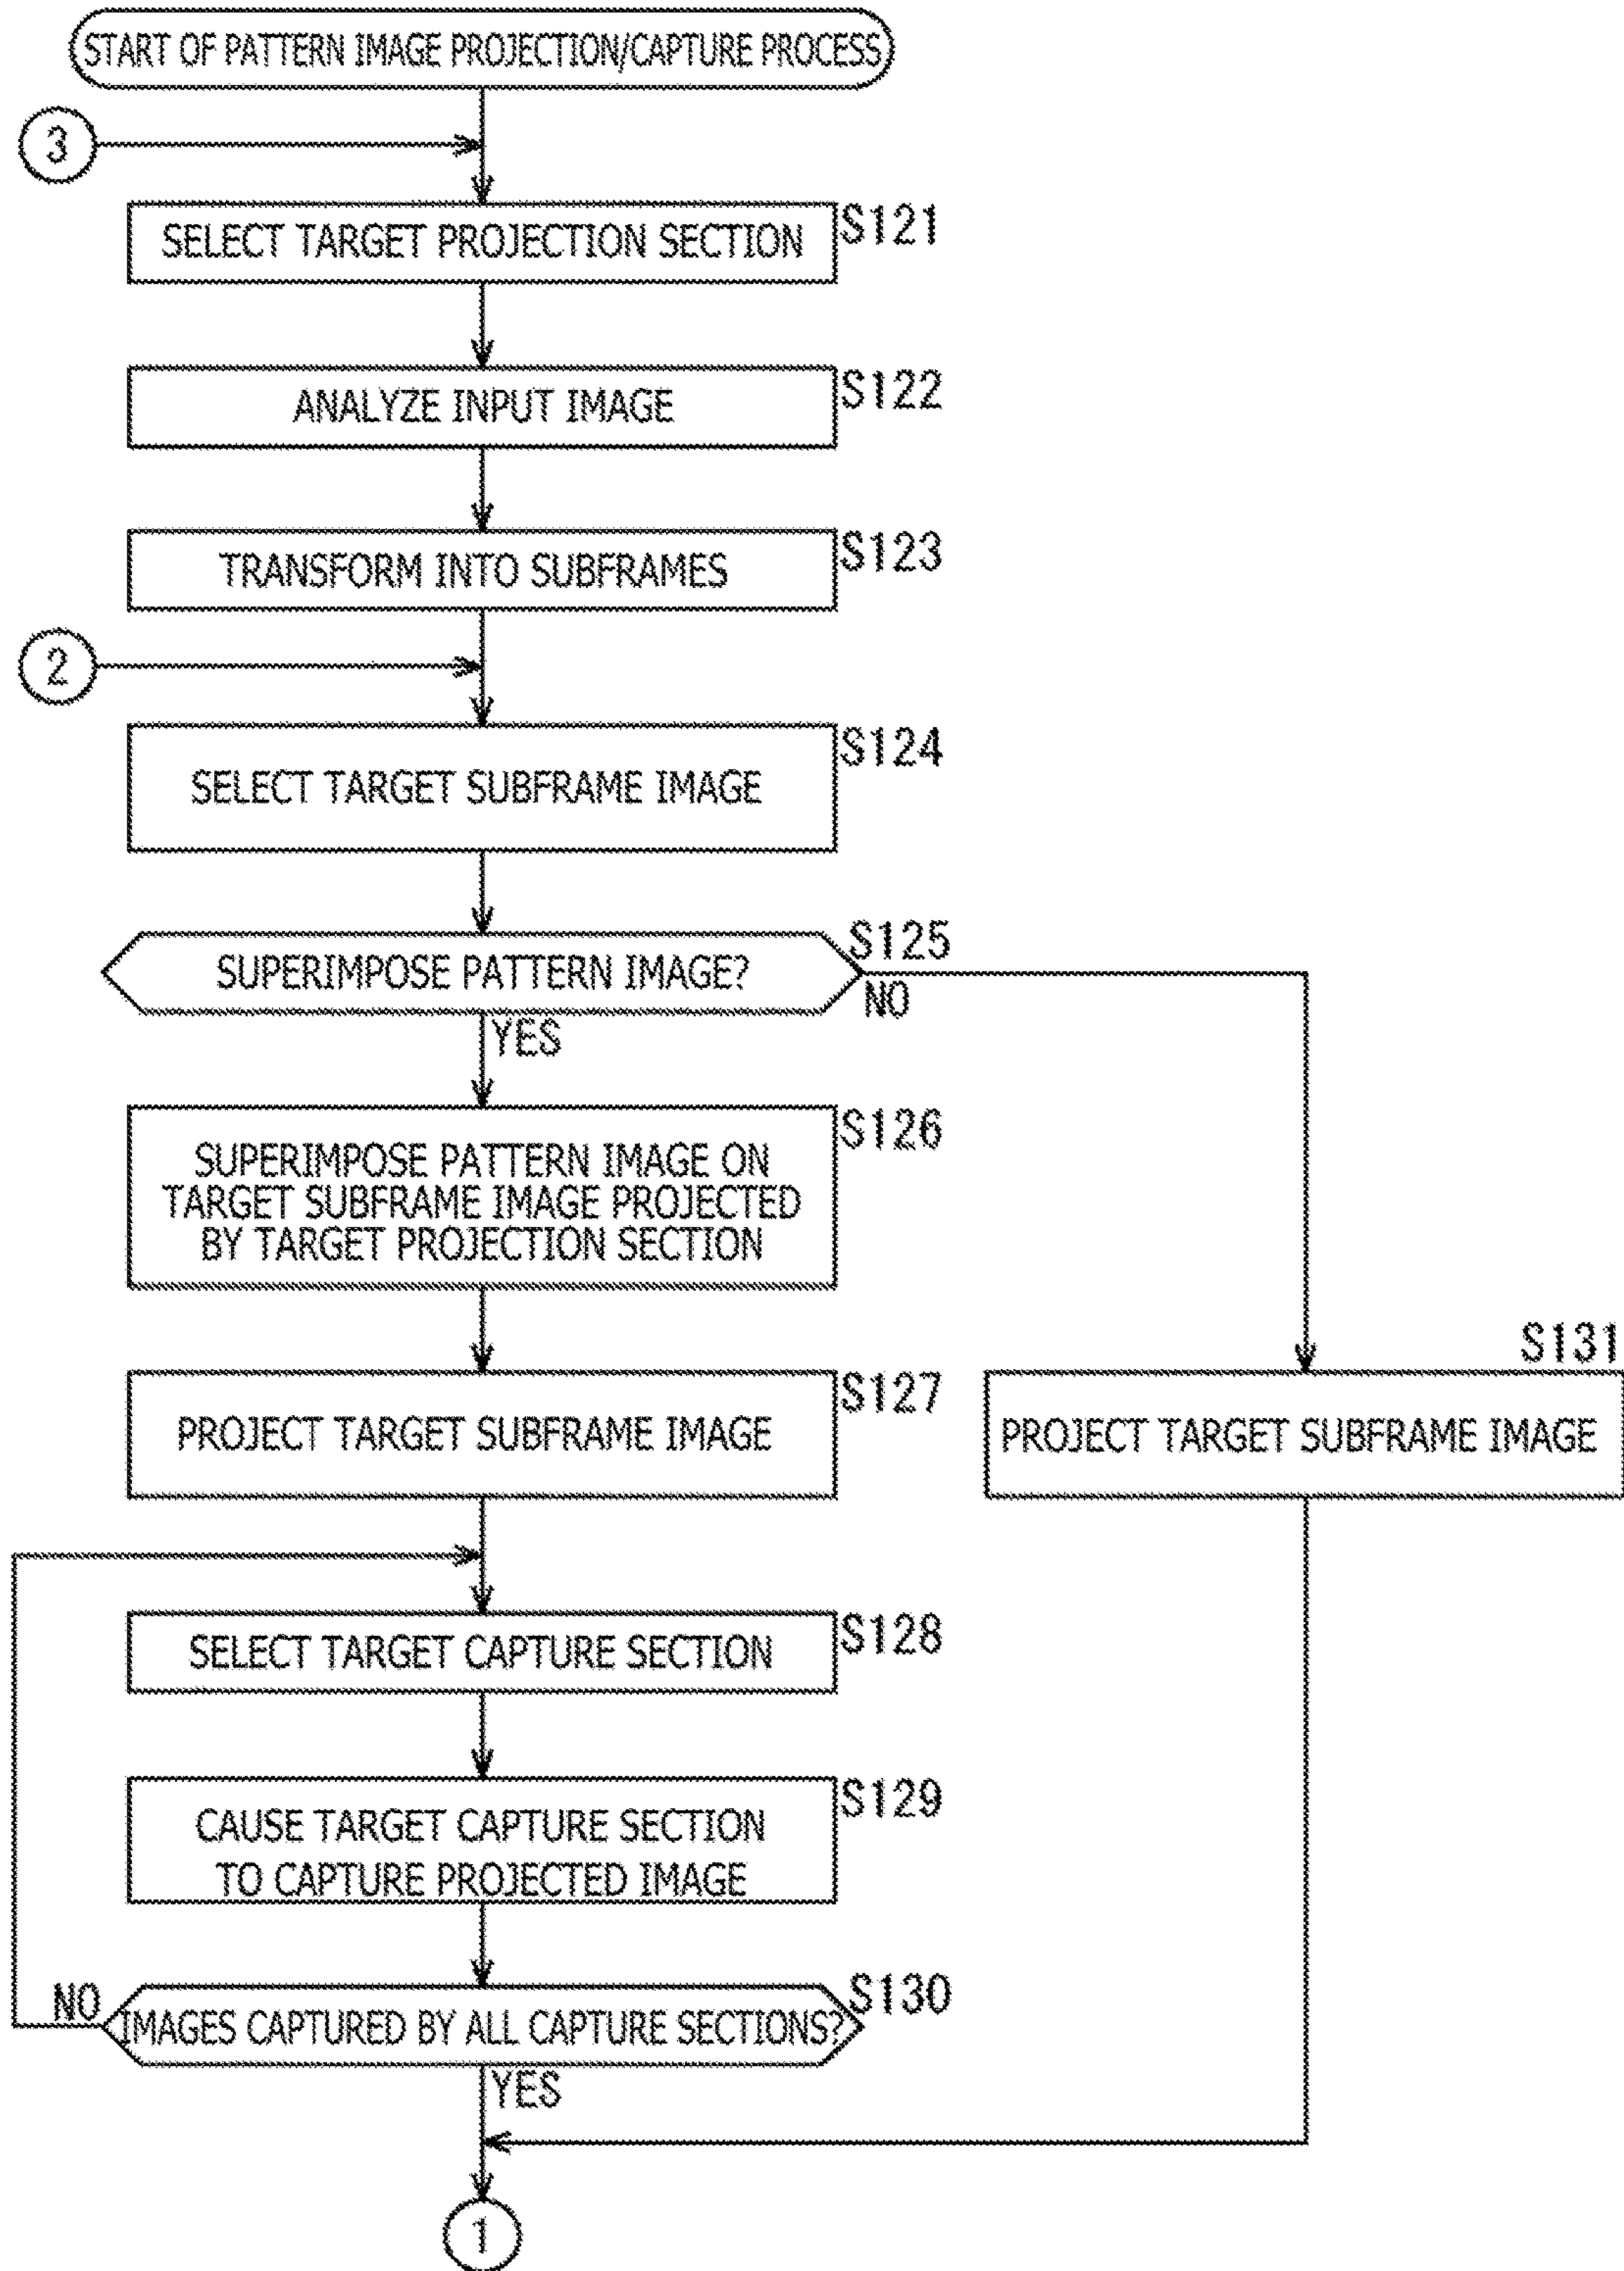 START OF PATTERN IMAGE PROJECTION/CAPTURE PROCESS
3
SELECT TARGET PROJECTION SECTION
S121
ANALYZE INPUT IMAGE
S122
TRANSFORM INTO SUBFRAMES
S123
2
SELECT TARGET SUBFRAME IMAGE
S124
SUPERIMPOSE PATTERN IMAGE?
S125
NO
YES
SUPERIMPOSE PATTERN IMAGE ON
TARGET SUBFRAME IMAGE PROJECTED
BY TARGET PROJECTION SECTION
S126
PROJECT TARGET SUBFRAME IMAGE
S127
PROJECT TARGET SUBFRAME IMAGE
S131
SELECT TARGET CAPTURE SECTION
S128
CAUSE TARGET CAPTURE SECTION
TO CAPTURE PROJECTED IMAGE
S129
NO
IMAGES CAPTURED BY ALL CAPTURE SECTIONS?
S130
YES
1